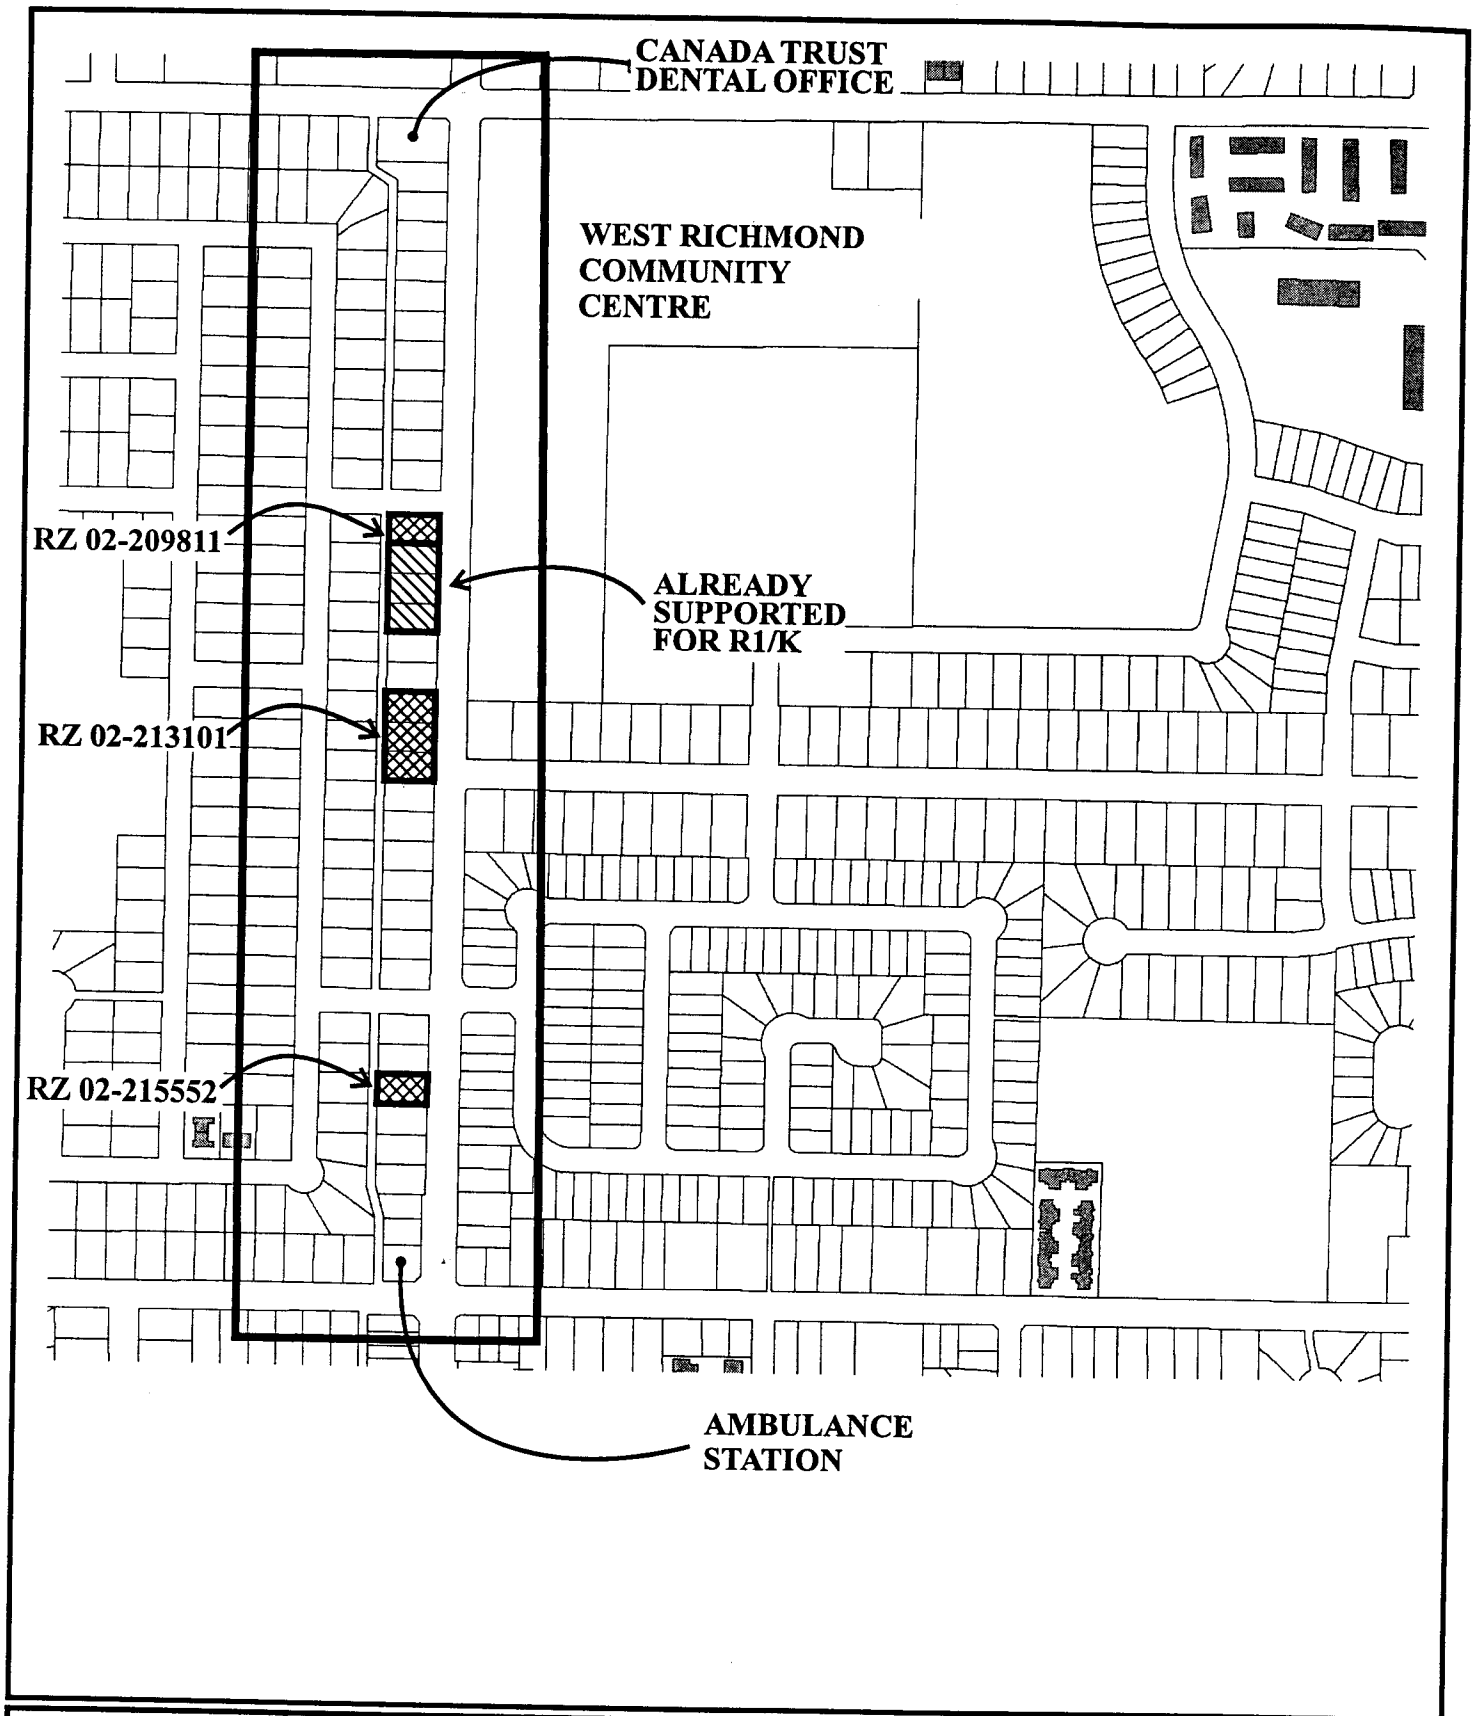 CANADA TRUST
DENTAL OFFICE
WEST RICHMOND
COMMUNITY
CENTRE
RZ 02-209811
ALREADY
SUPPORTED
FOR R1/K
RZ 02-213101
RZ 02-215552
AMBULANCE
STATION